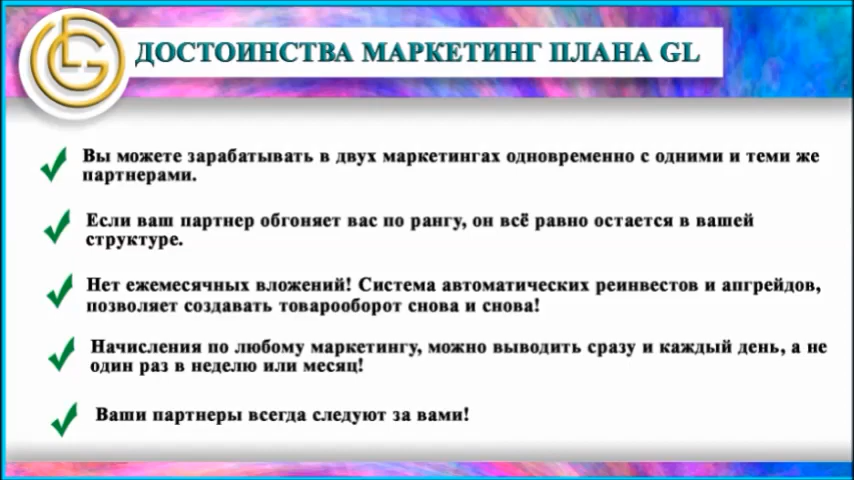 LG
ДОСТОИНСТВА МАРКЕТИНГ ПЛАНА GL
Вы можете зарабатывать в двух маркетингах одновременно с одними и теми же
партнерами.
Если ваш партнер обгоняет вас по рангу, он всё равно остается в вашей
структуре.
Нет ежемесячных вложений! Система автоматических реинвестов и апгрейдов,
позволяет создавать товарооборот снова и снова!
Начисления по любому маркетингу, можно выводить сразу и каждый день, а не
один раз в неделю или месяц!
Ваши партнеры всегда следуют за вами!